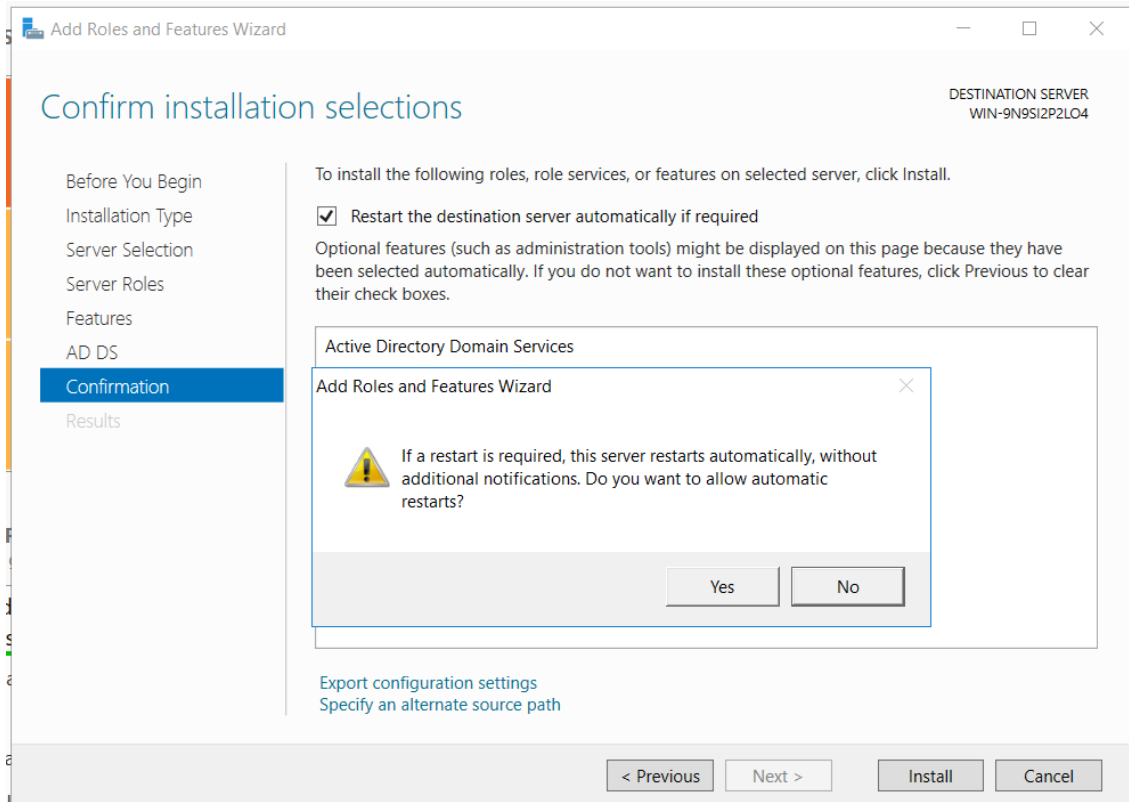 Add Roles and Features Wizard
Confirm installation selections
DESTINATION SERVER
WIN-9N9SI2P2LO4
Before You Begin
Installation Type
Server Selection
Server Roles
Features
AD DS
Confirmation
Results
To install the following roles, role services, or features on selected server, click Install.
Restart the destination server automatically if required
Optional features (such as administration tools) might be displayed on this page because they have
been selected automatically. If you do not want to install these optional features, click Previous to clear
their check boxes.
Active Directory Domain Services
Add Roles and Features Wizard
If a restart is required, this server restarts automatically, without
additional notifications. Do you want to allow automatic
restarts?
Yes
No
Export configuration settings
Specify an alternate source path
< Previous
Next >
Install
Cancel